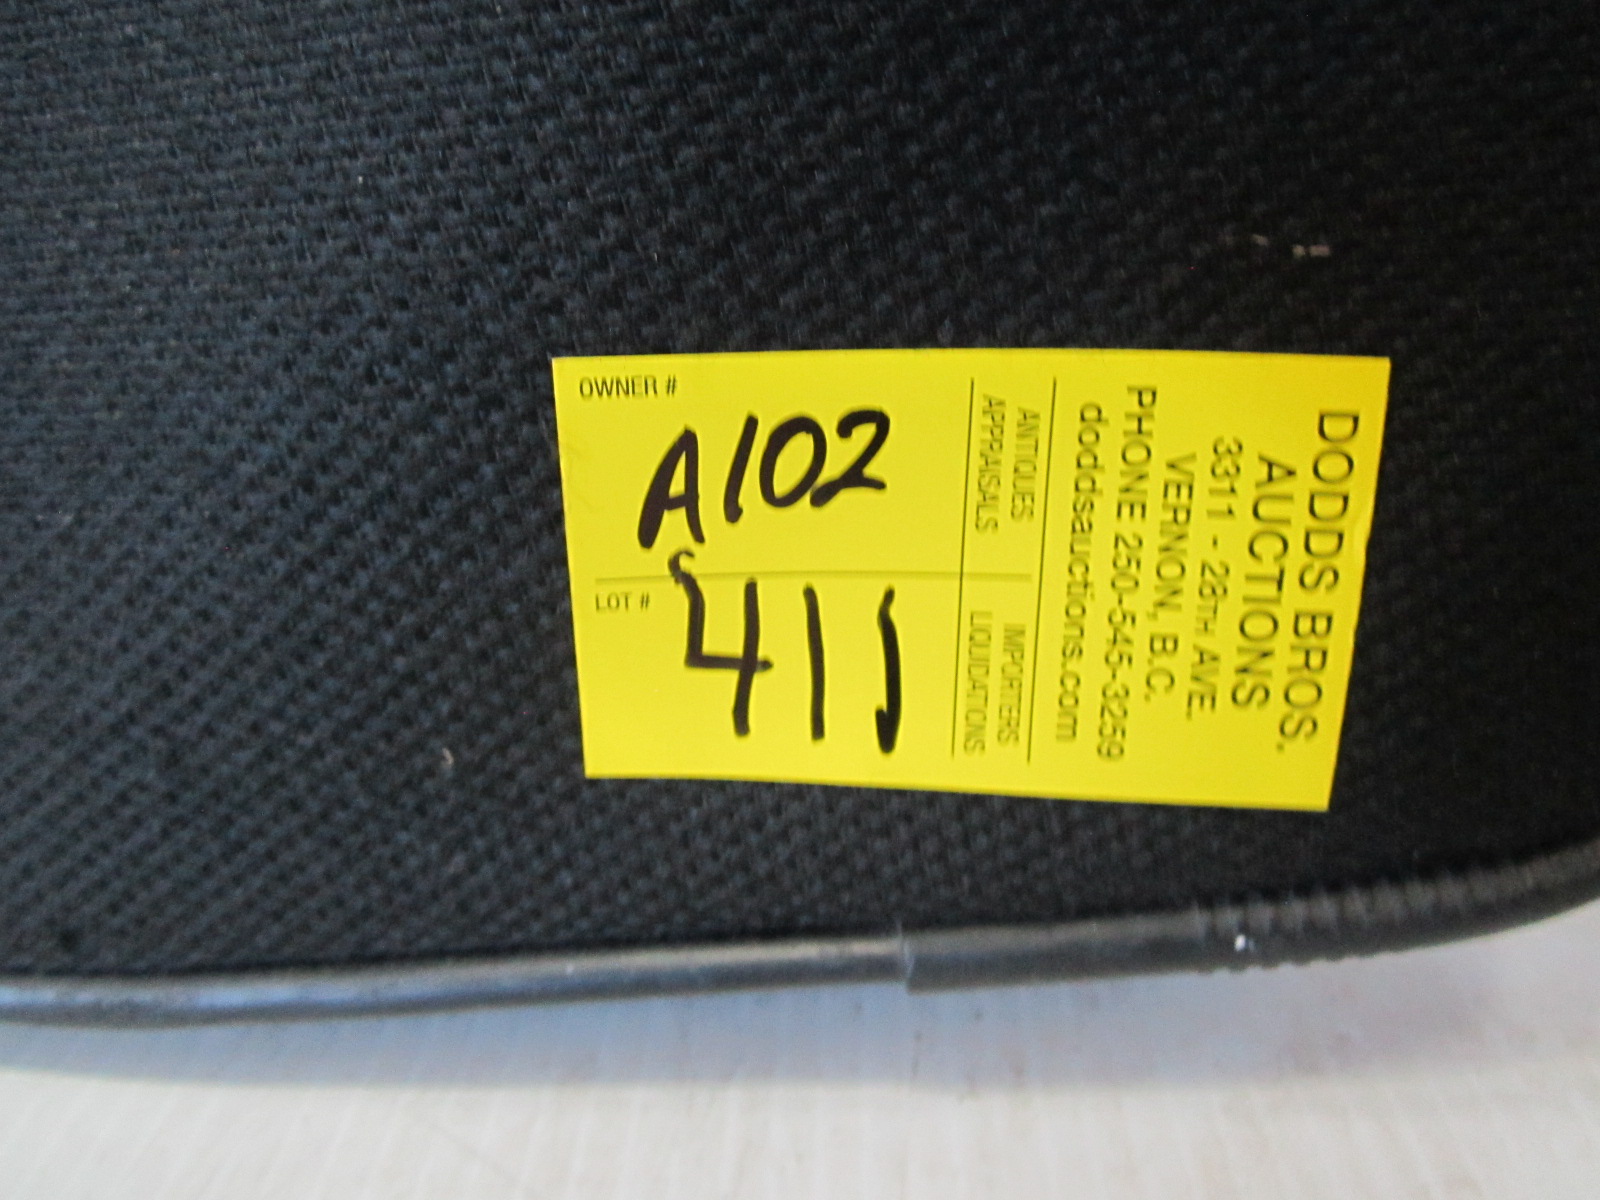 OWNER #
A102
LOT #
41J
DODDS BROS.
AUCTIONS
3311 - 28TH AVE.
VERNON, B.C.
PHONE 250-545-3259
doddsauctions.com
ANTIQUES IMPORTERS
APPRAISALS LIQUIDATIONS